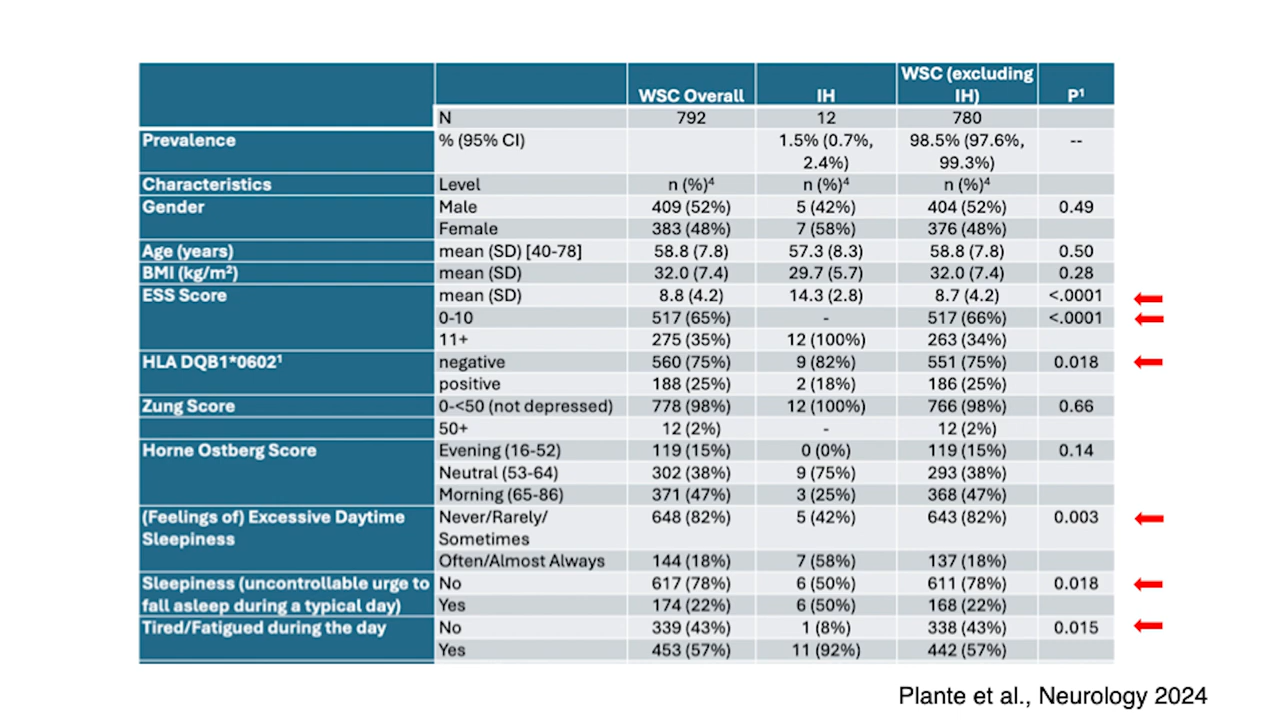 WSC Overall IH WSC (excluding IH) P¹
N 792 12 780
Prevalence % (95% CI) 1.5% (0.7%, 2.4%) 98.5% (97.6%, 99.3%) --
Characteristics Level n (%)⁴ n (%)⁴ n (%)⁴
Gender Male 409 (52%) 5 (42%) 404 (52%) 0.49
Female 383 (48%) 7 (58%) 376 (48%)
Age (years) mean (SD) [40-78] 58.8 (7.8) 57.3 (8.3) 58.8 (7.8) 0.50
BMI (kg/m²) mean (SD) 32.0 (7.4) 29.7 (5.7) 32.0 (7.4) 0.28
ESS Score mean (SD) 8.8 (4.2) 14.3 (2.8) 8.7 (4.2) <.0001
0-10 517 (65%) - 517 (66%) <.0001
11+ 275 (35%) 12 (100%) 263 (34%)
HLA DQB1*0602¹ negative 560 (75%) 9 (82%) 551 (75%) 0.018
positive 188 (25%) 2 (18%) 186 (25%)
Zung Score 0-<50 (not depressed) 778 (98%) 12 (100%) 766 (98%) 0.66
50+ 12 (2%) - 12 (2%)
Horne Ostberg Score Evening (16-52) 119 (15%) 0 (0%) 119 (15%) 0.14
Neutral (53-64) 302 (38%) 9 (75%) 293 (38%)
Morning (65-86) 371 (47%) 3 (25%) 368 (47%)
(Feelings of) Excessive Daytime Sleepiness Never/Rarely/ Sometimes 648 (82%) 5 (42%) 643 (82%) 0.003
Often/Almost Always 144 (18%) 7 (58%) 137 (18%)
Sleepiness (uncontrollable urge to fall asleep during a typical day) No 617 (78%) 6 (50%) 611 (78%) 0.018
Yes 174 (22%) 6 (50%) 168 (22%)
Tired/Fatigued during the day No 339 (43%) 1 (8%) 338 (43%) 0.015
Yes 453 (57%) 11 (92%) 442 (57%)
Plante et al., Neurology 2024